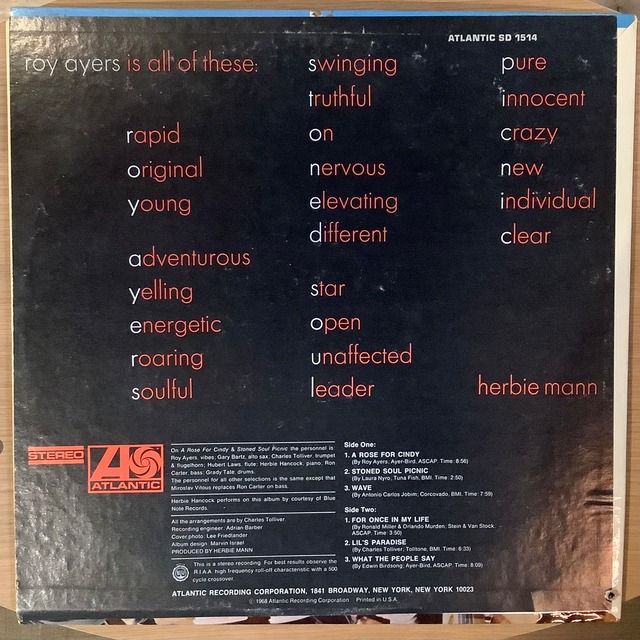 ATLANTIC SD 1514
roy ayers is all of these:
rapid
original
young
adventurous
yelling
energetic
roaring
soulful
swinging
truthful
on
nervous
elevating
different
star
open
unaffected
leader
pure
innocent
crazy
new
individual
clear
herbie mann
STEREO
ATLANTIC
On A Rose For Cindy & Stoned Soul Picnic the personnel is:
Roy Ayers, vibes; Gary Bartz, alto sax; Charles Tolliver, trumpet
& flugelhorn; Hubert Laws, flute; Herbie Hancock, piano; Ron
Carter, bass; Grady Tate, drums.
The personnel for all other selections is the same except that
Miroslav Vitous replaces Ron Carter on bass.
Herbie Hancock performs on this album by courtesy of Blue
Note Records.
All the arrangements are by Charles Tolliver.
Recording engineer: Adrian Barber
Cover photo: Lee Friedlander
Album design: Marvin Israel
PRODUCED BY HERBIE MANN
This is a stereo recording. For best results observe the
R.I.A.A. high frequency roll-off characteristic with a 500
cycle crossover.
Side One:
1. A ROSE FOR CINDY
(By Roy Ayers; Ayer-Bird, ASCAP. Time: 8:56)
2. STONED SOUL PICNIC
(By Laura Nyro; Tuna Fish, BMI. Time: 2:50)
3. WAVE
(By Antonio Carlos Jobim; Corcovado, BMI. Time: 7:59)
Side Two:
1. FOR ONCE IN MY LIFE
(By Ronald Miller & Orlando Murden; Stein & Van Stock,
ASCAP. Time: 3:50)
2. LIL'S PARADISE
(By Charles Tolliver; Tolltone, BMI. Time: 6:33)
3. WHAT THE PEOPLE SAY
(By Edwin Birdsong; Ayer-Bird, ASCAP. Time: 8:09)
ATLANTIC RECORDING CORPORATION, 1841 BROADWAY, NEW YORK, NEW YORK 10023
© 1968 Atlantic Recording Corporation Printed in U.S.A.